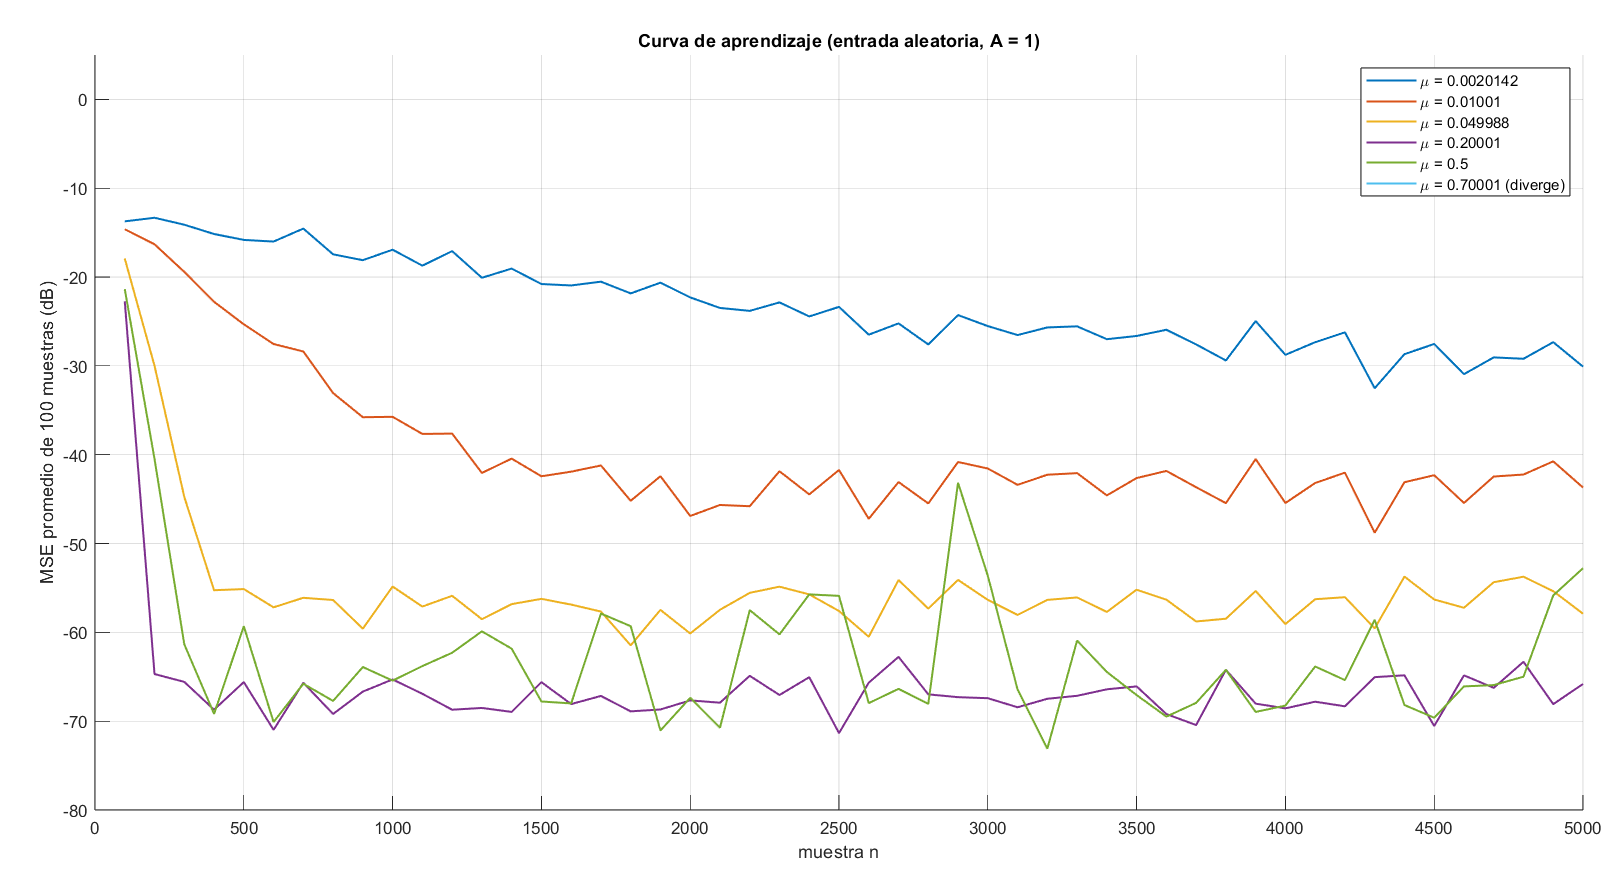 Curva de aprendizaje (entrada aleatoria, A = 1)
μ = 0.0020142
μ = 0.01001
μ = 0.049988
μ = 0.20001
μ = 0.5
μ = 0.70001 (diverge)
MSE promedio de 100 muestras (dB)
0
-10
-20
-30
-40
-50
-60
-70
-80
0 500 1000 1500 2000 2500 3000 3500 4000 4500 5000
muestra n